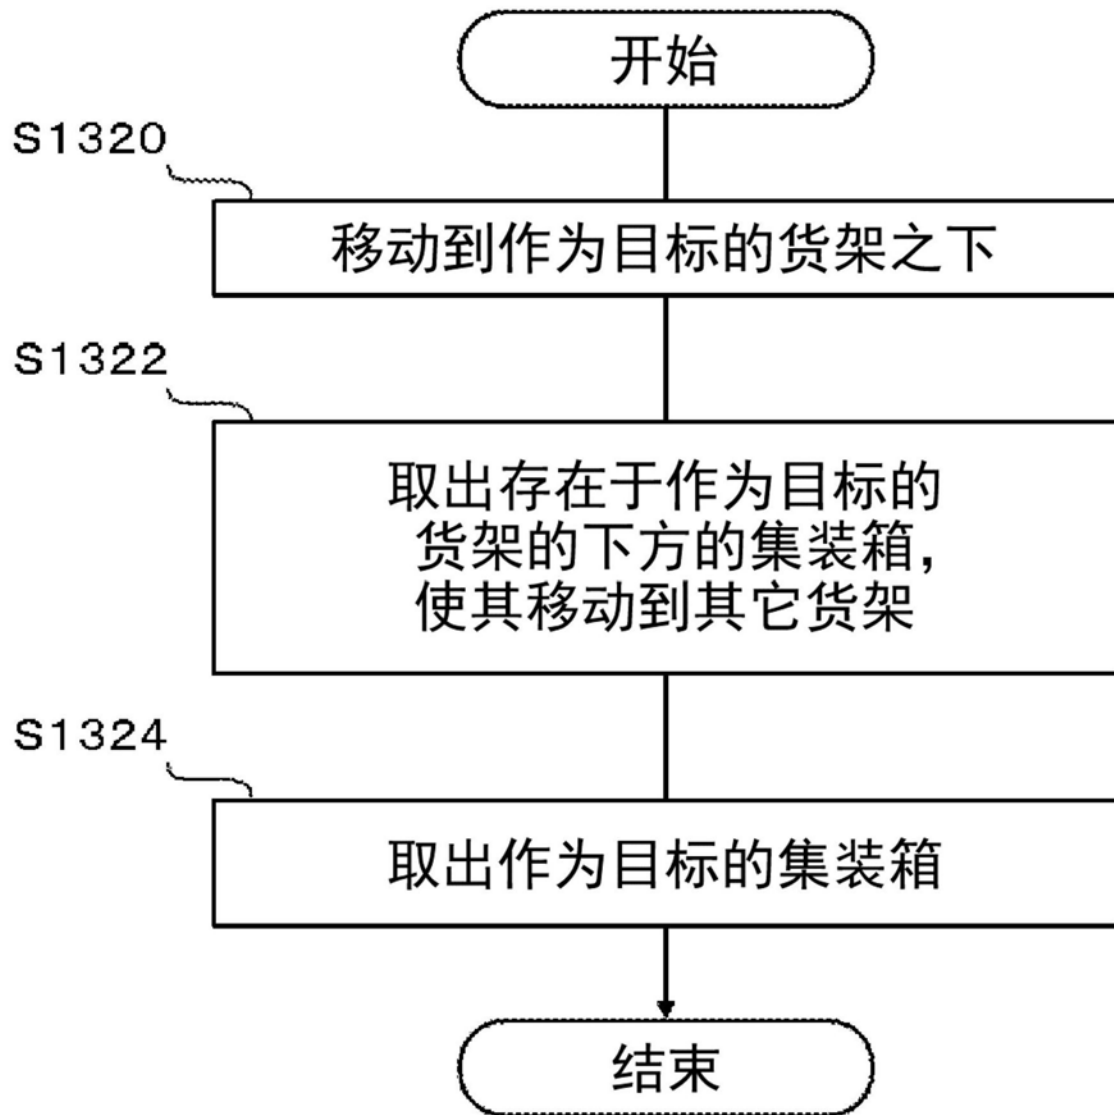 开始
S1320
移动到作为目标的货架之下
S1322
取出存在于作为目标的
货架的下方的集装箱，
使其移动到其它货架
S1324
取出作为目标的集装箱
结束